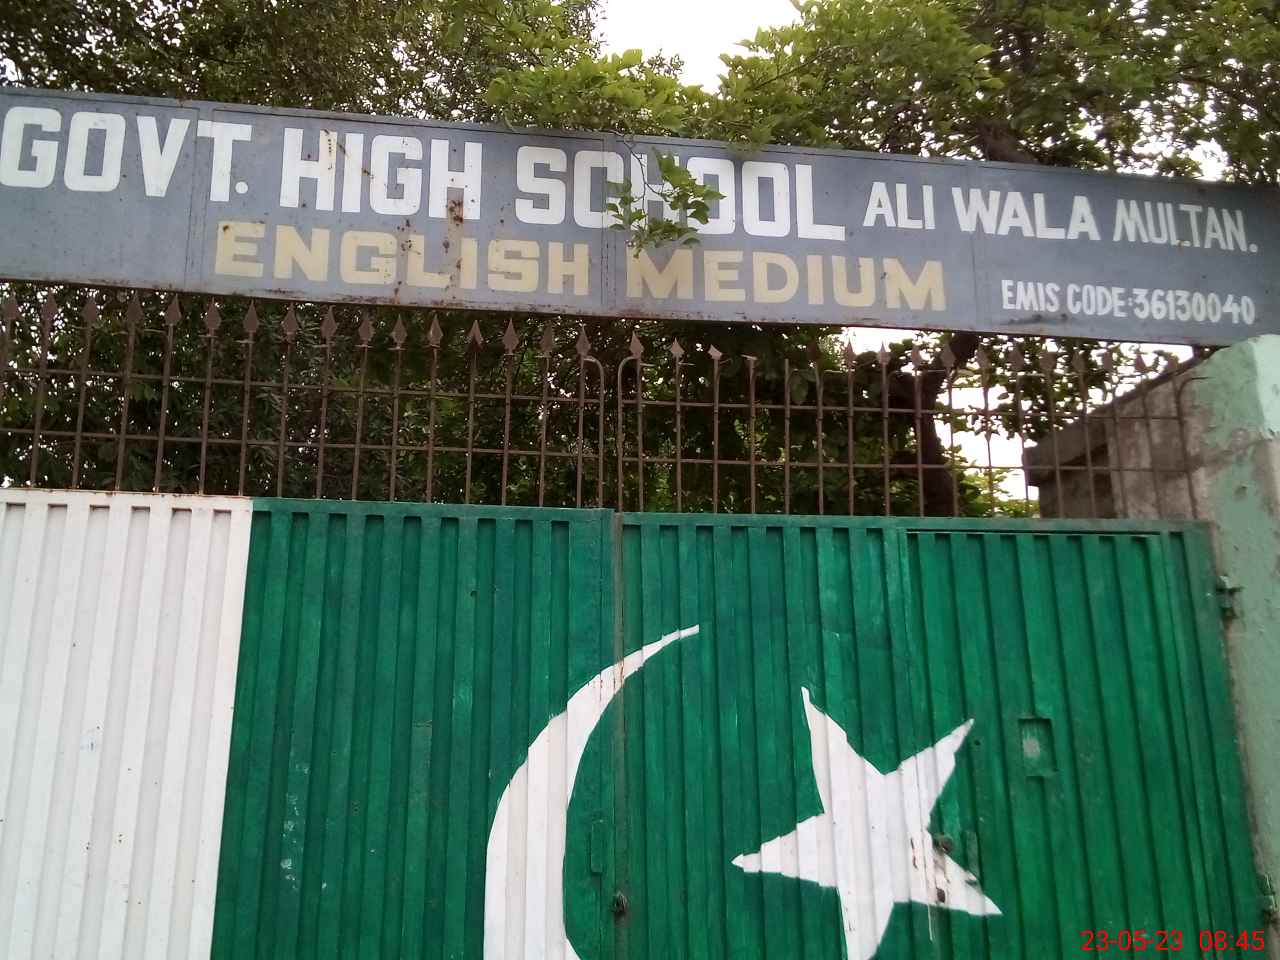 GOVT. HIGH SCHOOL ALI WALA MULTAN.
ENGLISH MEDIUM
EMIS CODE:36130040
23-05-23 08:45